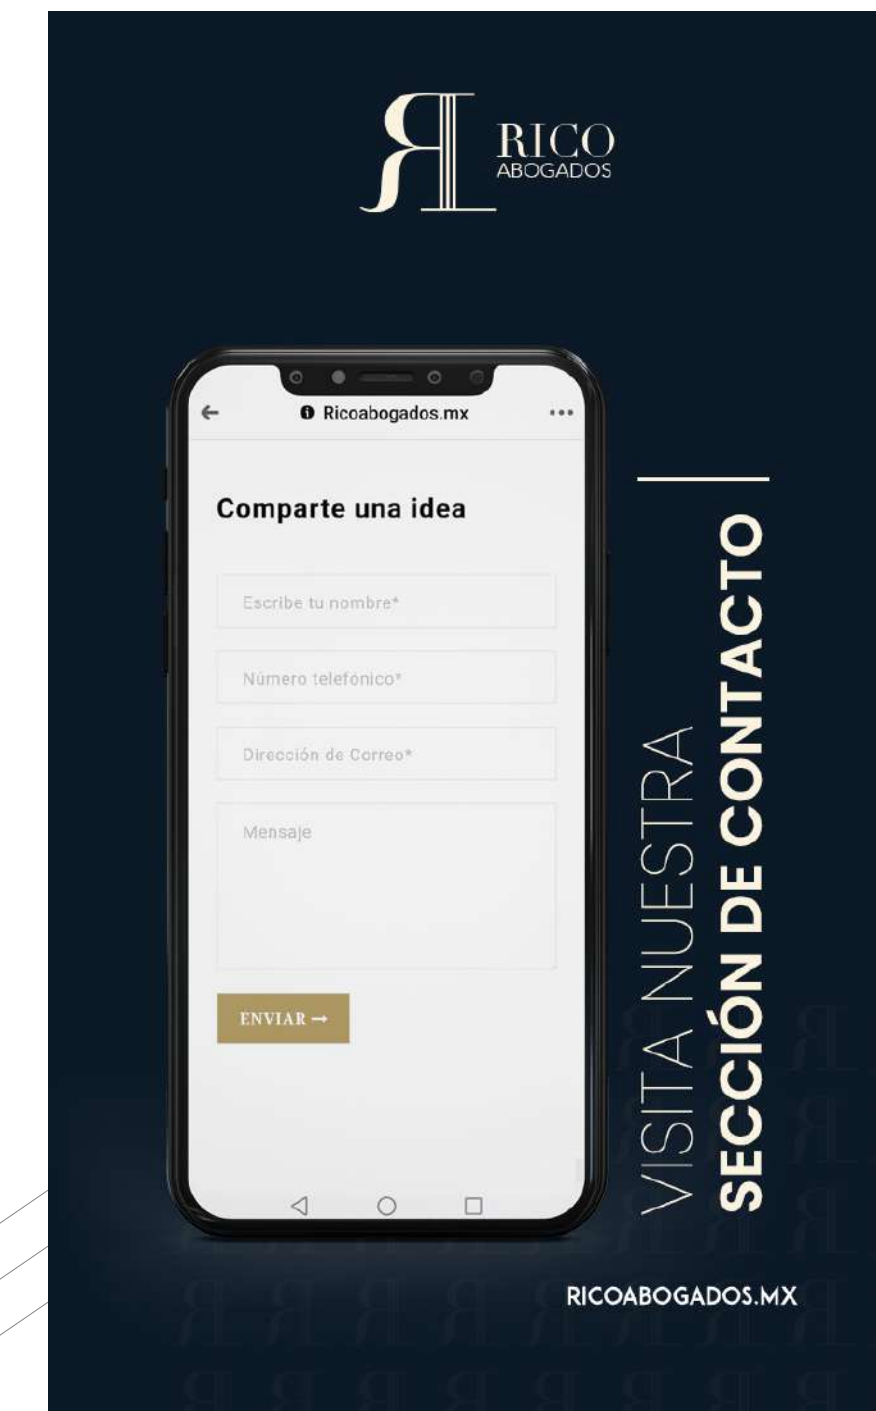 RICO
ABOGADOS
Ricoabogados.mx
Comparte una idea
Escribe tu nombre*
Número telefónico*
Dirección de Correo*
Mensaje
ENVIAR →
VISITA NUESTRA
SECCIÓN DE CONTACTO
RICOABOGADOS.MX